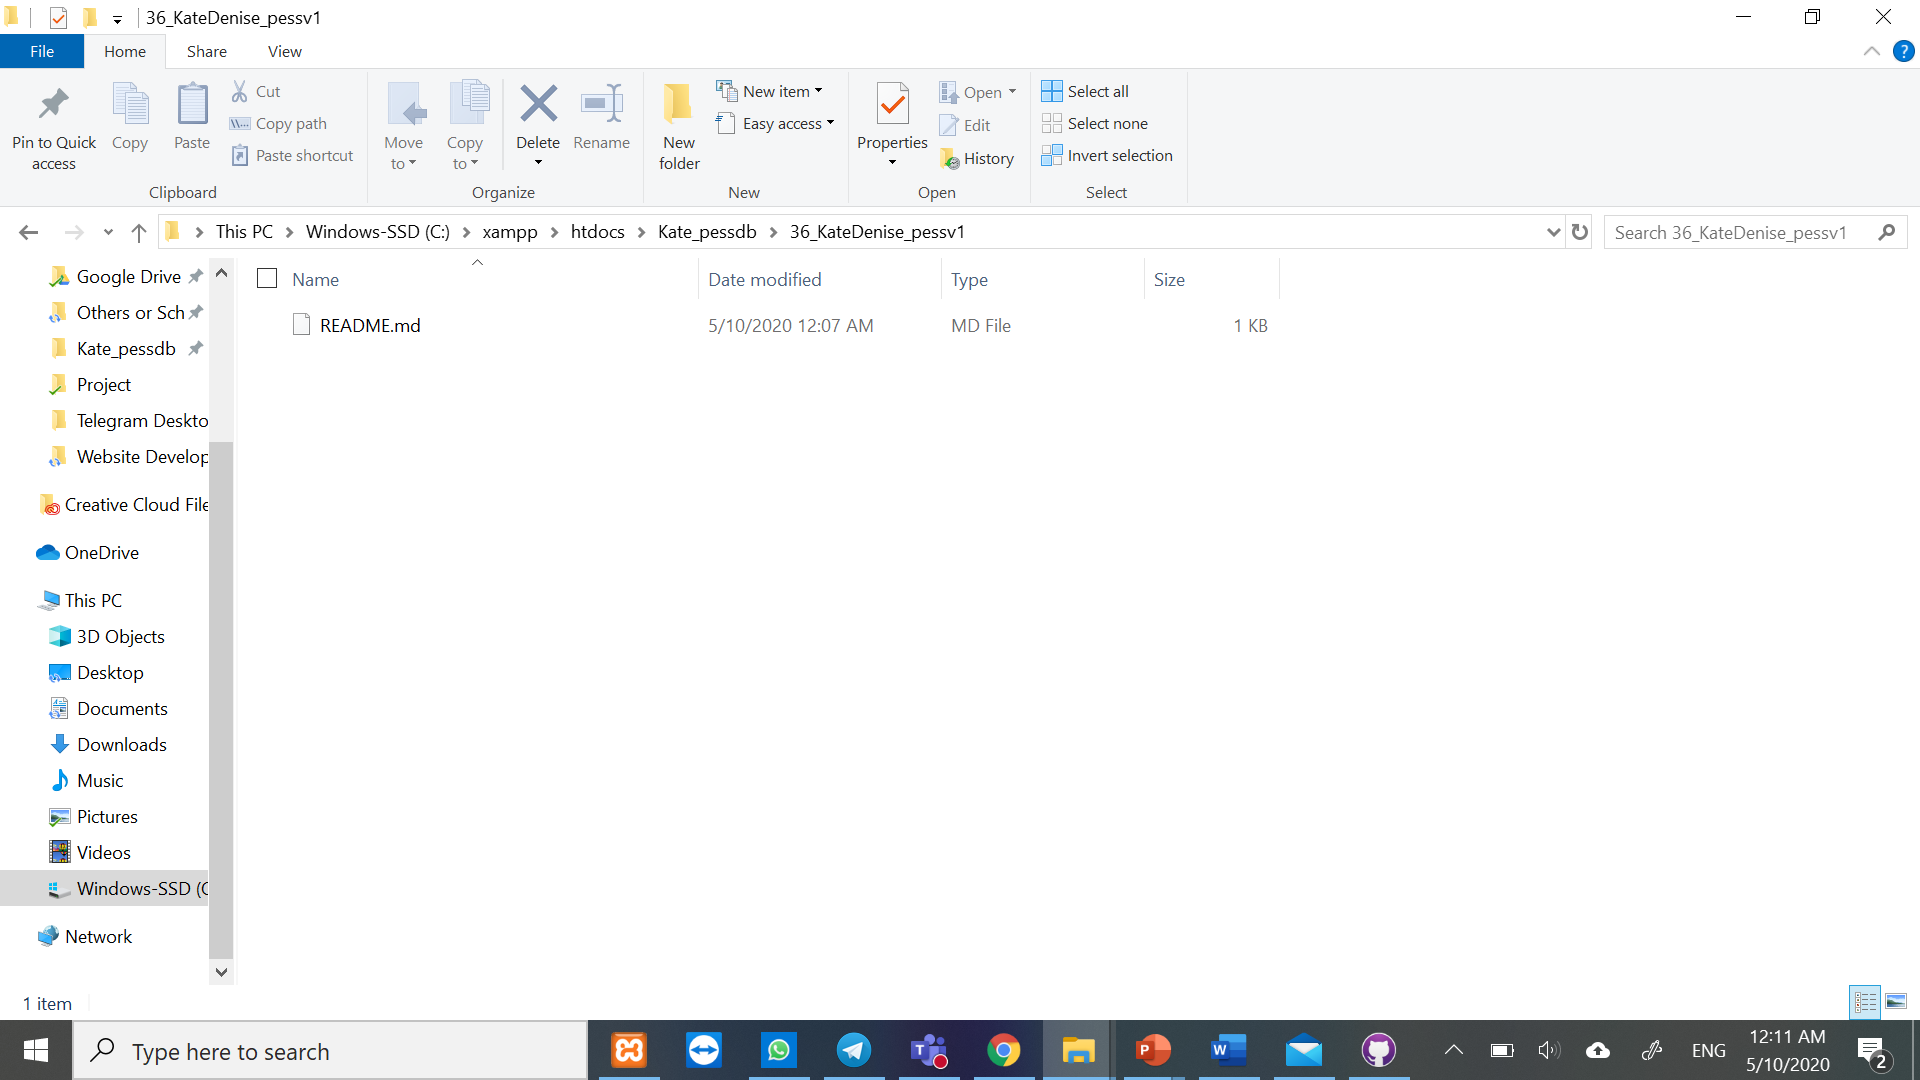 36_KateDenise_pessv1
File
Home
Share
View
Pin to Quick access
Copy
Paste
Cut
Copy path
Paste shortcut
Clipboard
Move to
Copy to
Delete
Rename
Organize
New folder
New item
Easy access
New
Properties
Open
Edit
History
Open
Select all
Select none
Invert selection
Select
This PC
Windows-SSD (C:)
xampp
htdocs
Kate_pessdb
36_KateDenise_pessv1
Search 36_KateDenise_pessv1
Name
Date modified
Type
Size
README.md
5/10/2020 12:07 AM
MD File
1 KB
Google Drive
Others or Sch
Kate_pessdb
Project
Telegram Deskto
Website Develop
Creative Cloud File
OneDrive
This PC
3D Objects
Desktop
Documents
Downloads
Music
Pictures
Videos
Windows-SSD (C
Network
1 item
Type here to search
ENG
12:11 AM
5/10/2020
2